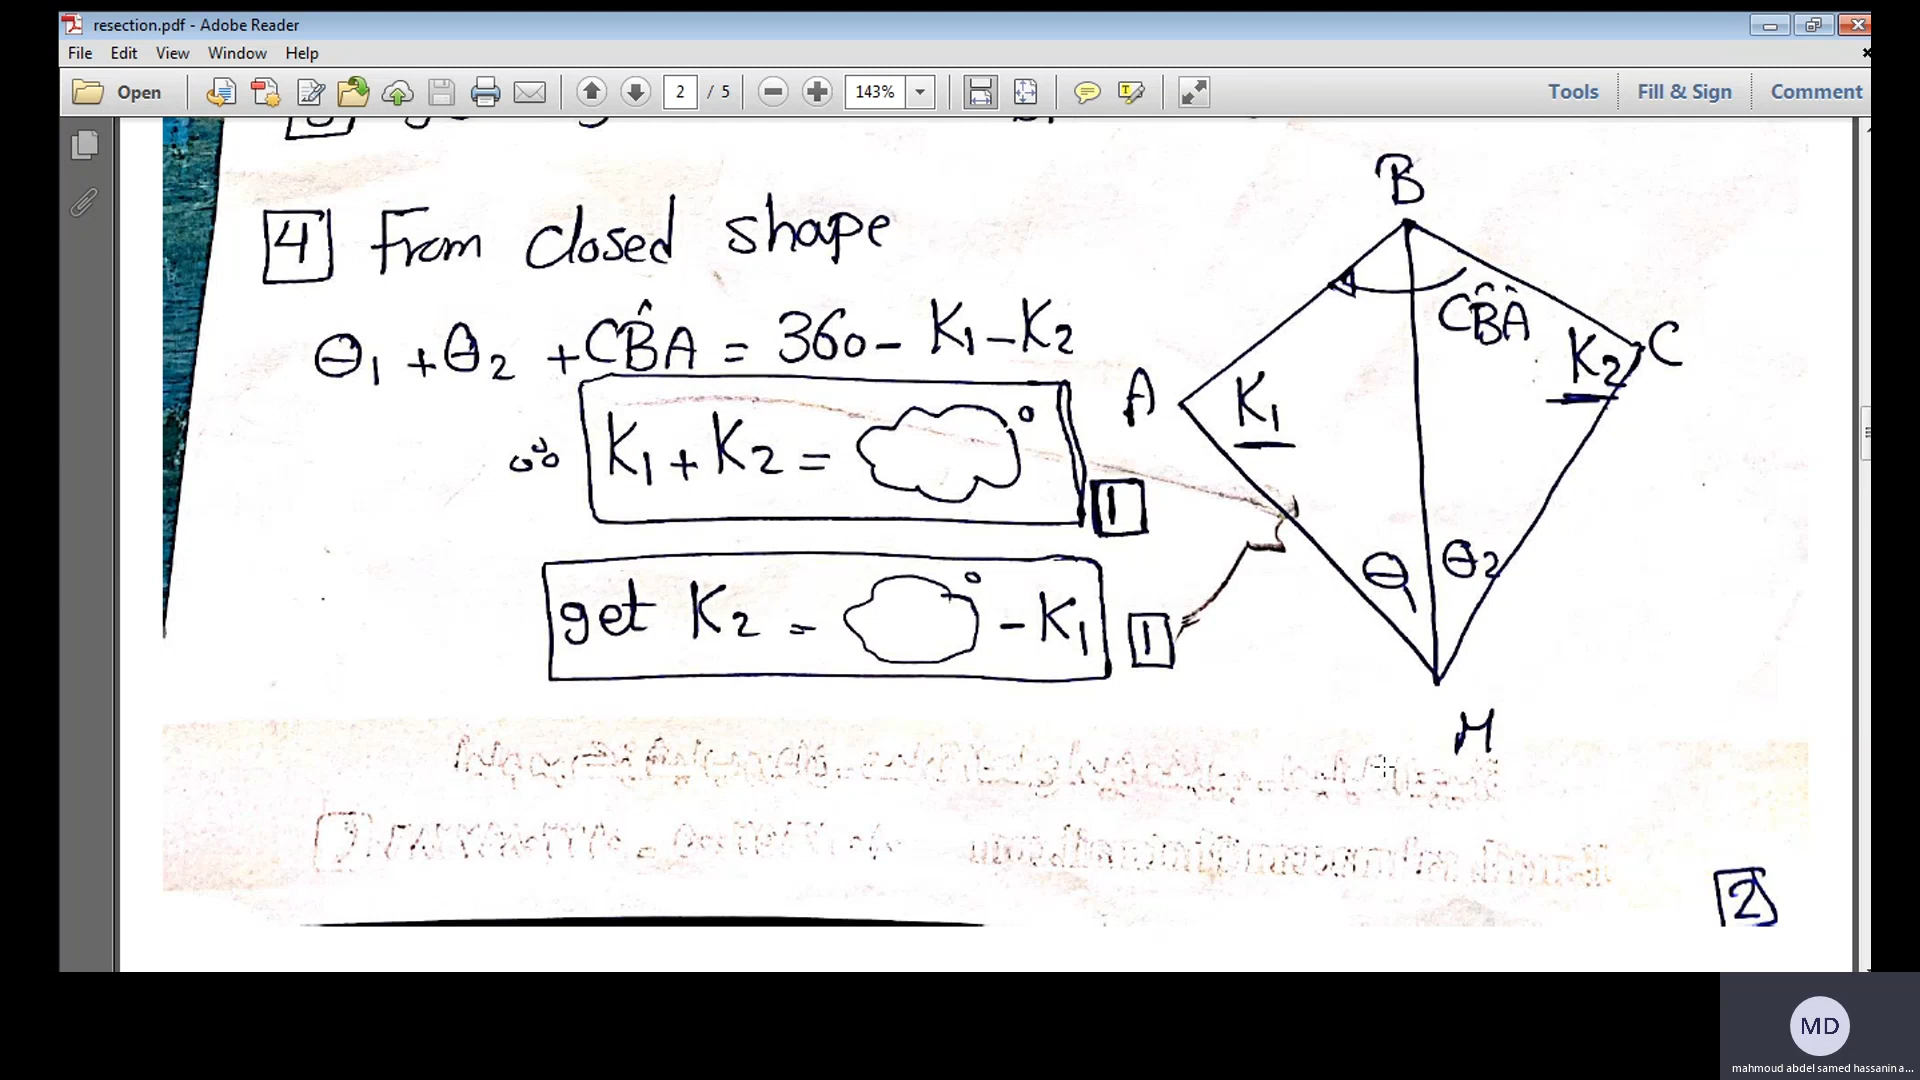 resection.pdf - Adobe Reader
File Edit View Window Help
Open 2 / 5 143% Tools Fill & Sign Comment
4 From closed shape
θ1 + θ2 + CB̂A = 360 - K1 - K2
∴ K1 + K2 = °
1
get K2 = ° - K1
1
B
CB̂A
A
K1
K2
C
θ1
θ2
M
2
MD
mahmoud abdel samed hassanin a...